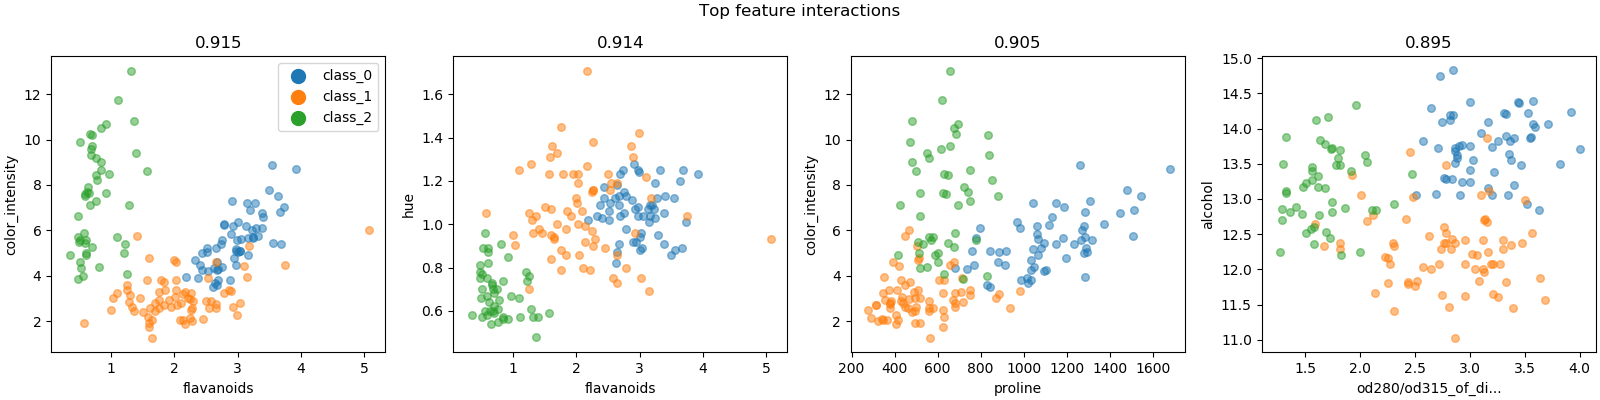 Top feature interactions
0.915
color_intensity
12
10
8
6
4
2
class_0
class_1
class_2
1 2 3 4 5
flavanoids
0.914
hue
1.6
1.4
1.2
1.0
0.8
0.6
1 2 3 4 5
flavanoids
0.905
color_intensity
12
10
8
6
4
2
200 400 600 800 1000 1200 1400 1600
proline
0.895
alcohol
15.0
14.5
14.0
13.5
13.0
12.5
12.0
11.5
11.0
1.5 2.0 2.5 3.0 3.5 4.0
od280/od315_of_di...